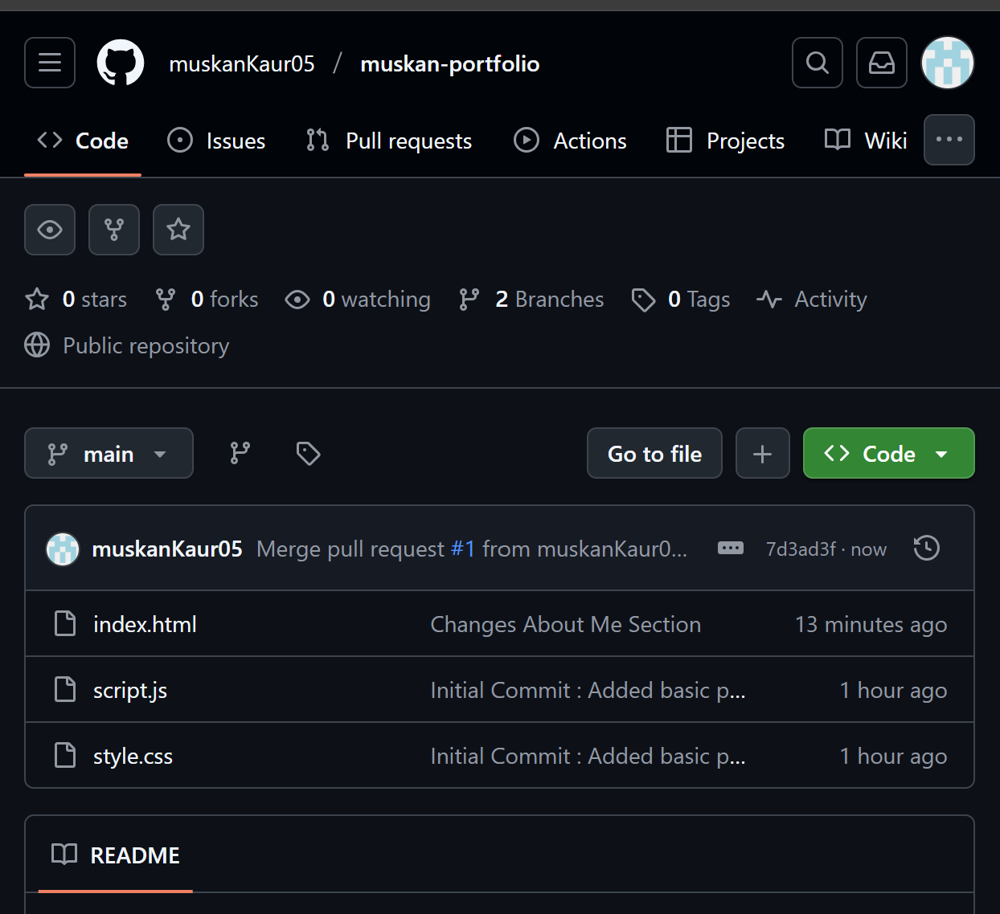 muskanKaur05 / muskan-portfolio
Code Issues Pull requests Actions Projects Wiki
0 stars 0 forks 0 watching 2 Branches 0 Tags Activity
Public repository
main Go to file Code
muskanKaur05 Merge pull request #1 from muskanKaur0... 7d3ad3f · now
index.html Changes About Me Section 13 minutes ago
script.js Initial Commit : Added basic p... 1 hour ago
style.css Initial Commit : Added basic p... 1 hour ago
README